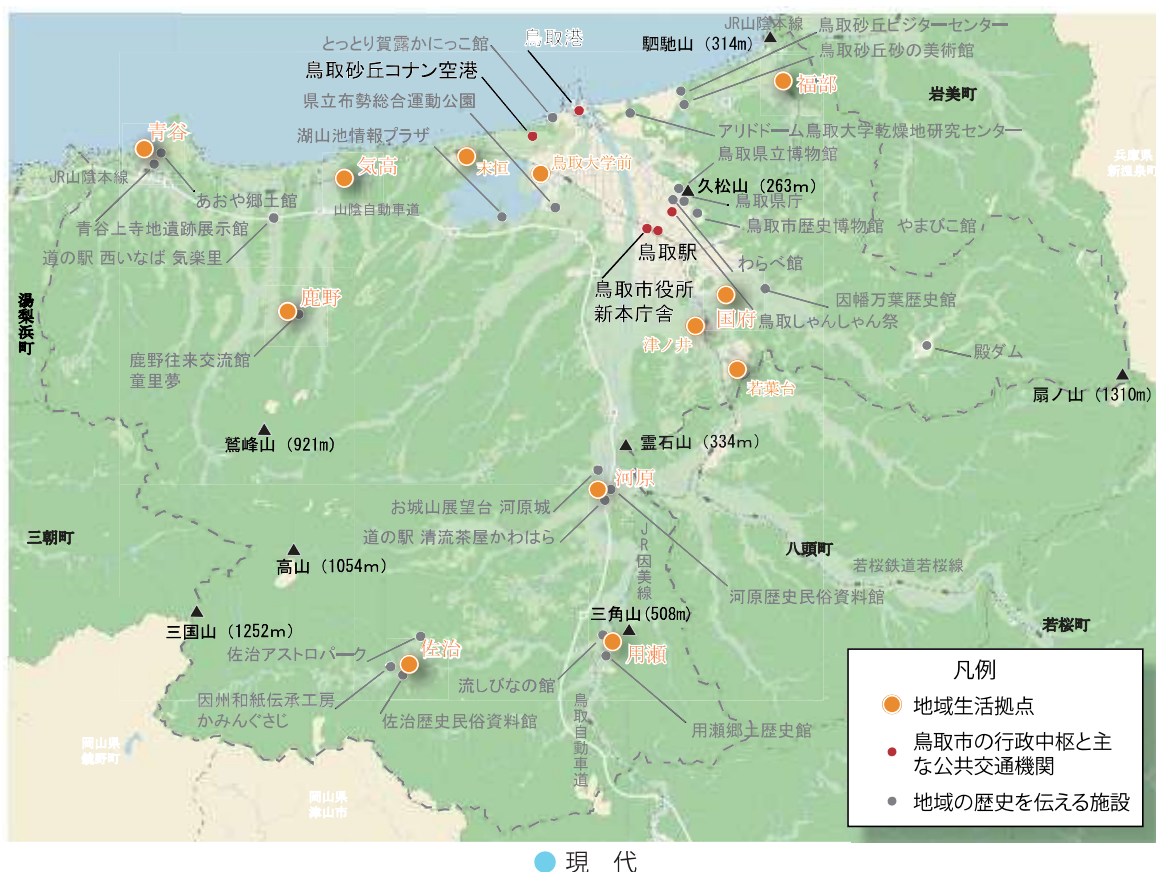 JR山陰本線
鳥取砂丘ビジターセンター
鳥取港
とっとり賀露かにっこ館
駟馳山（314m）
鳥取砂丘砂の美術館
鳥取砂丘コナン空港
福部
岩美町
県立布勢総合運動公園
青谷
湖山池情報プラザ
アリドドーム鳥取大学乾燥地研究センター
鳥取県立博物館
兵庫県
新温泉町
気高
末恒
鳥取大学前
JR山陰本線
久松山（263m）
あおや郷土館
鳥取県庁
山陰自動車道
青谷上寺地遺跡展示館
鳥取市歴史博物館 やまびこ館
道の駅 西いなば 気楽里
鳥取駅
わらべ館
鳥取市役所
新本庁舎
鹿野
湯梨浜町
因幡万葉歴史館
国府
鳥取しゃんしゃん祭
津ノ井
殿ダム
鹿野往来交流館
童里夢
若葉台
扇ノ山（1310m）
鷲峰山（921m）
霊石山（334m）
河原
お城山展望台 河原城
道の駅 清流茶屋かわはら
JR因美線
三朝町
八頭町
高山（1054m）
若桜鉄道若桜線
河原歴史民俗資料館
三角山(508m)
三国山（1252m）
若桜町
佐治アストロパーク
佐治
用瀬
流しびなの館
因州和紙伝承工房
かみんぐさじ
佐治歴史民俗資料館
鳥取自動車道
用瀬郷土歴史館
岡山県
鏡野町
岡山県
津山市
凡例
地域生活拠点
鳥取市の行政中枢と主
な公共交通機関
地域の歴史を伝える施設
現 代